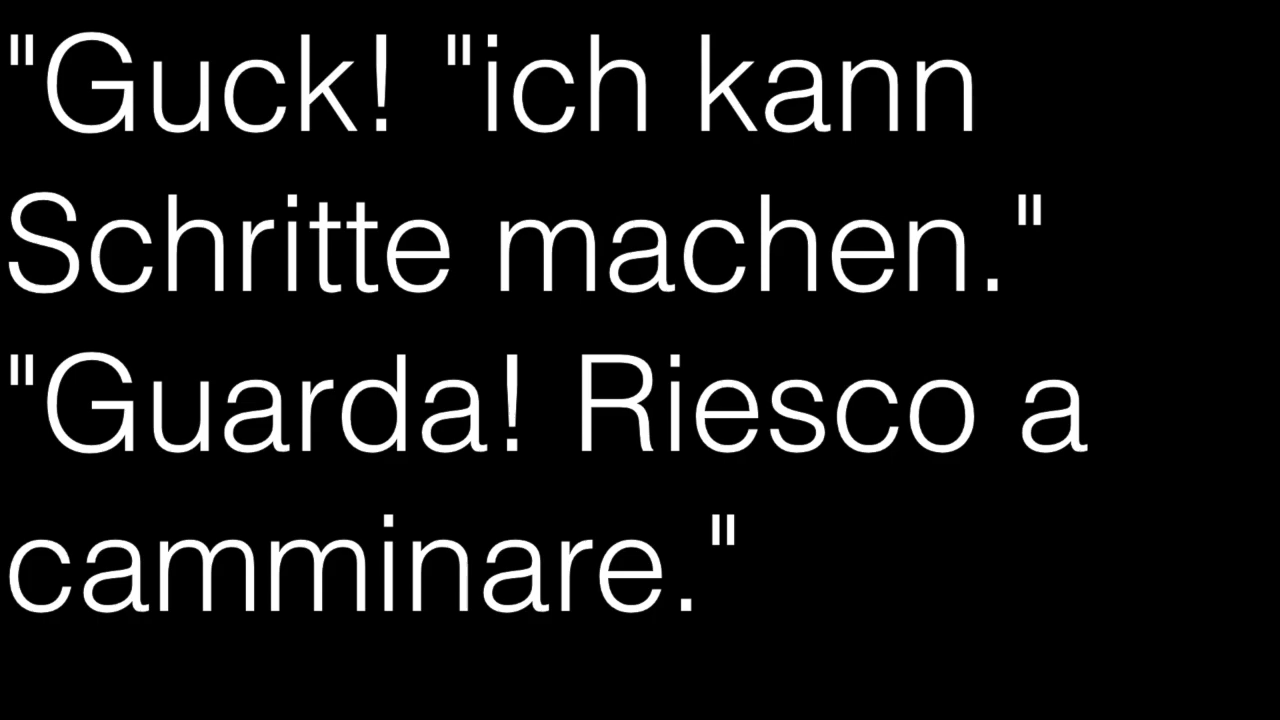 "Guck! "ich kann
Schritte machen."
"Guarda! Riesco a
camminare."